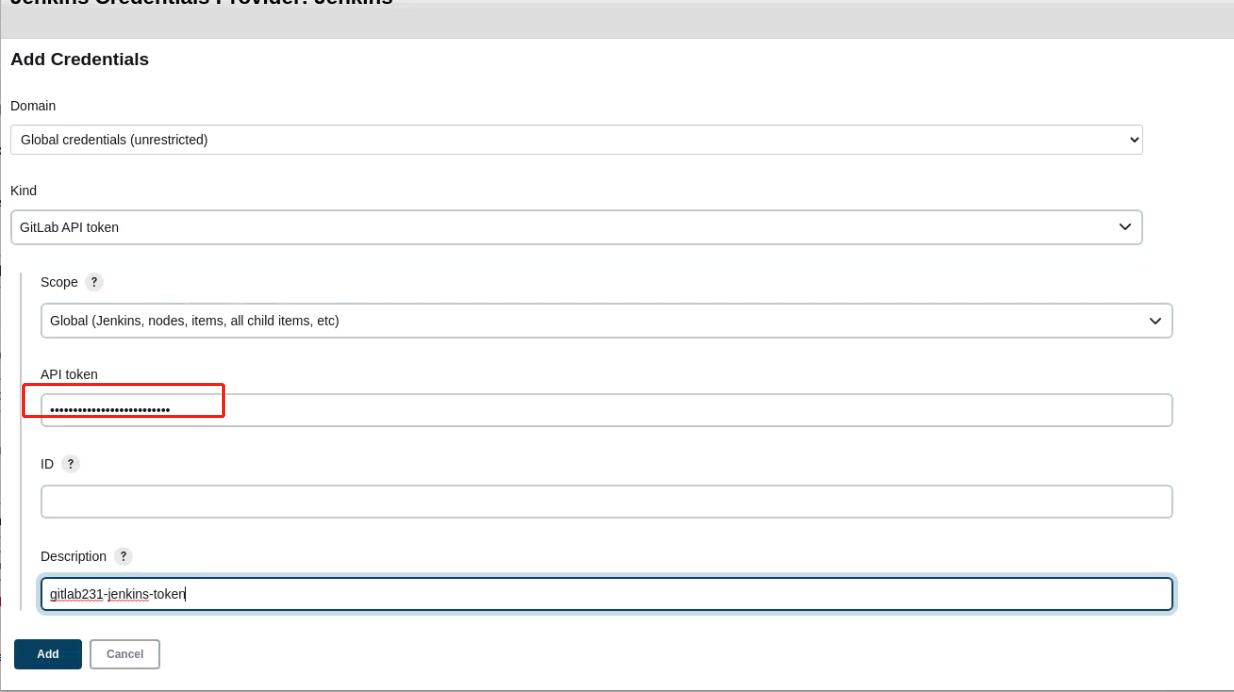 Jenkins Credentials Provider: Jenkins
Add Credentials
Domain
Global credentials (unrestricted)
Kind
GitLab API token
Scope ?
Global (Jenkins, nodes, items, all child items, etc)
API token
••••••••••••••••••••••••••
ID ?
Description ?
gitlab231-jenkins-token
Add Cancel